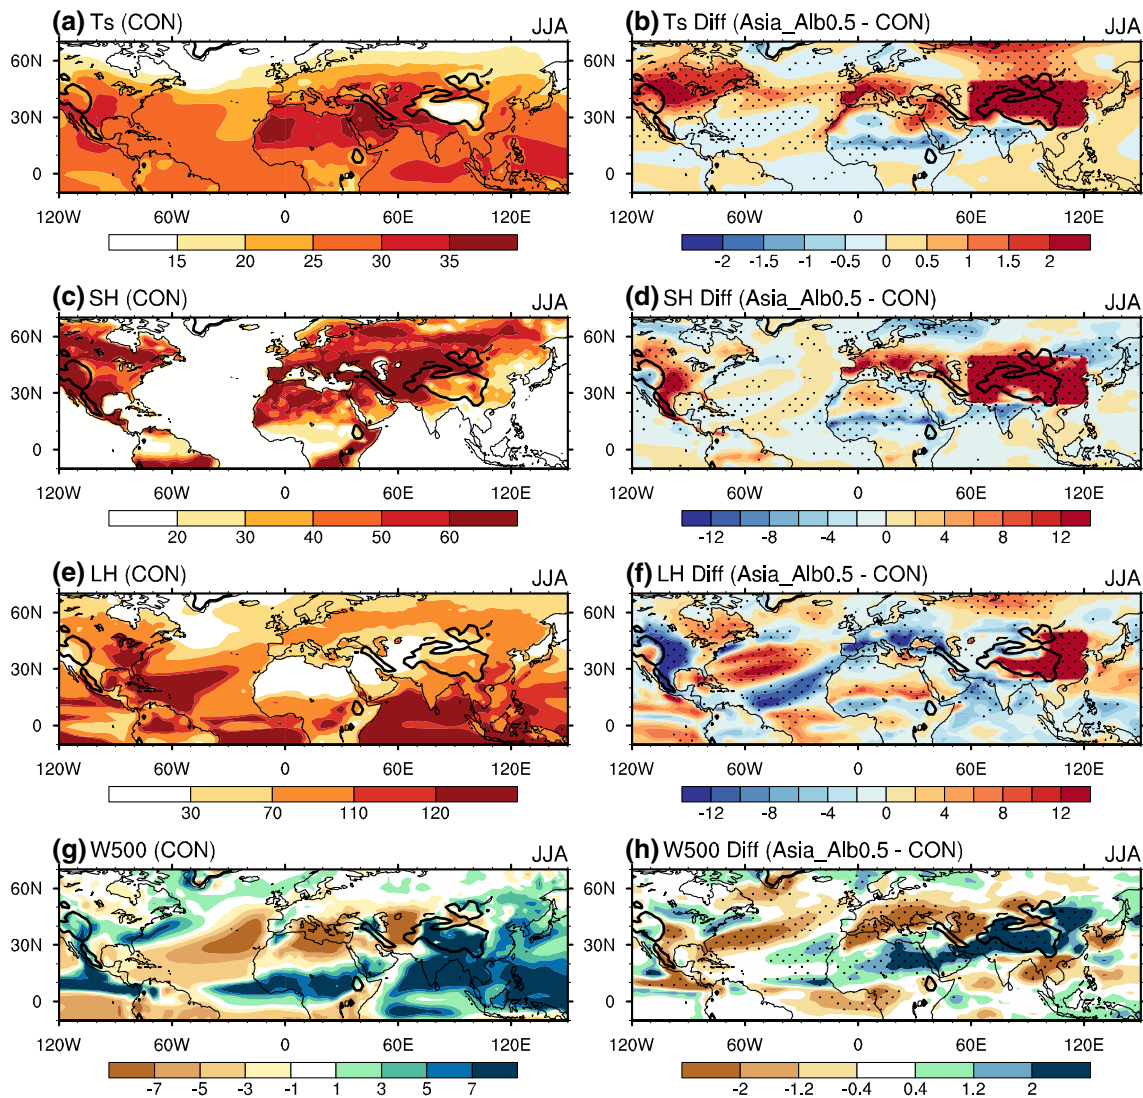 (a) Ts (CON) JJA
(b) Ts Diff (Asia_Alb0.5 - CON) JJA
60N
30N
0
120W 60W 0 60E 120E
15 20 25 30 35
60N
30N
0
120W 60W 0 60E 120E
-2 -1.5 -1 -0.5 0 0.5 1 1.5 2
(c) SH (CON) JJA
(d) SH Diff (Asia_Alb0.5 - CON) JJA
60N
30N
0
120W 60W 0 60E 120E
20 30 40 50 60
60N
30N
0
120W 60W 0 60E 120E
-12 -8 -4 0 4 8 12
(e) LH (CON) JJA
(f) LH Diff (Asia_Alb0.5 - CON) JJA
60N
30N
0
120W 60W 0 60E 120E
30 70 110 120
60N
30N
0
120W 60W 0 60E 120E
-12 -8 -4 0 4 8 12
(g) W500 (CON) JJA
(h) W500 Diff (Asia_Alb0.5 - CON) JJA
60N
30N
0
120W 60W 0 60E 120E
-7 -5 -3 -1 1 3 5 7
60N
30N
0
120W 60W 0 60E 120E
-2 -1.2 -0.4 0.4 1.2 2